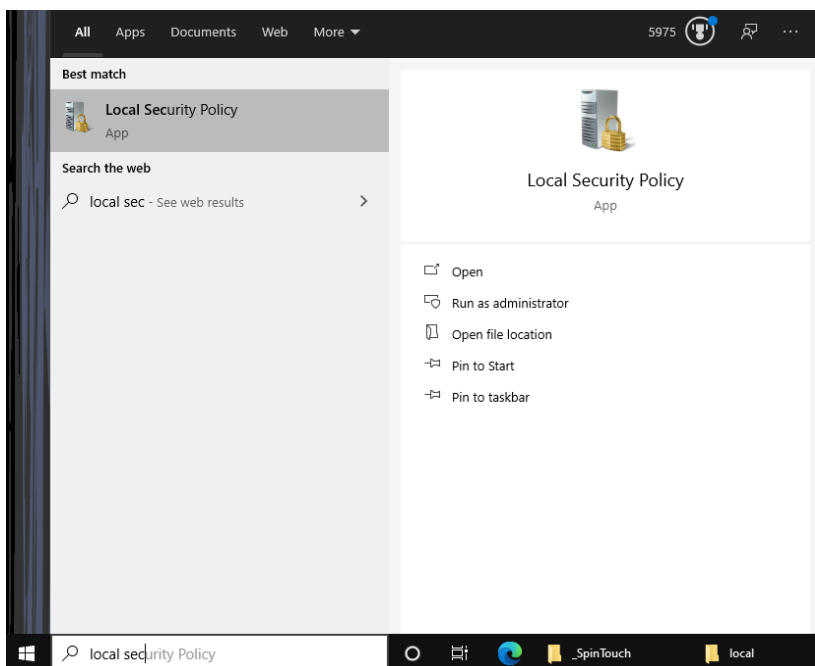 All Apps Documents Web More 5975 ...
Best match
Local Security Policy
App
Search the web
local sec - See web results
Local Security Policy
App
Open
Run as administrator
Open file location
Pin to Start
Pin to taskbar
local security Policy
_SpinTouch
local